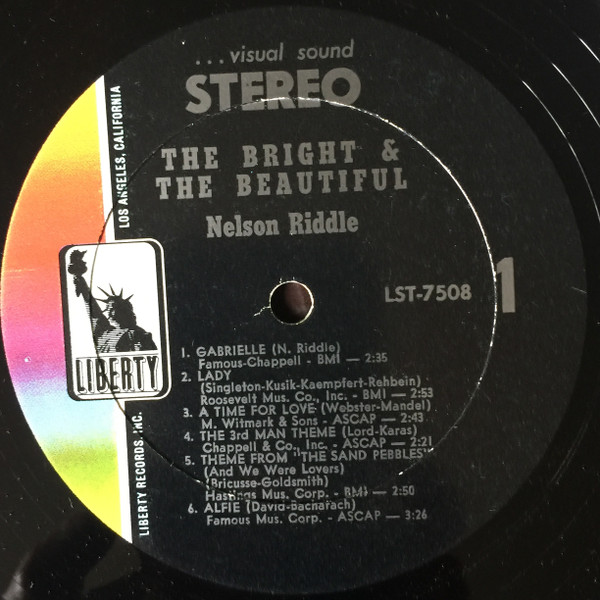 ...visual sound
STEREO
THE BRIGHT &
THE BEAUTIFUL
Nelson Riddle
LOS ANGELES, CALIFORNIA
LIBERTY
LIBERTY RECORDS, INC.
LST-7508
1
1. GABRIELLE (N. Riddle)
Famous-Chappell - BMI — 2:35
2. LADY
(Singleton-Kusik-Kaempfert-Rehbein)
Roosevelt Mus. Co., Inc. - BMI — 2:53
3. A TIME FOR LOVE (Webster-Mandel)
M. Witmark & Sons - ASCAP — 2:43
4. THE 3rd MAN THEME (Lord-Karas)
Chappell & Co., Inc. - ASCAP — 2:21
5. THEME FROM "THE SAND PEBBLES"
(And We Were Lovers)
(Bricusse-Goldsmith)
Hastings Mus. Corp. - BMI — 2:50
6. ALFIE (David-Bacharach)
Famous Mus. Corp. - ASCAP — 3:26